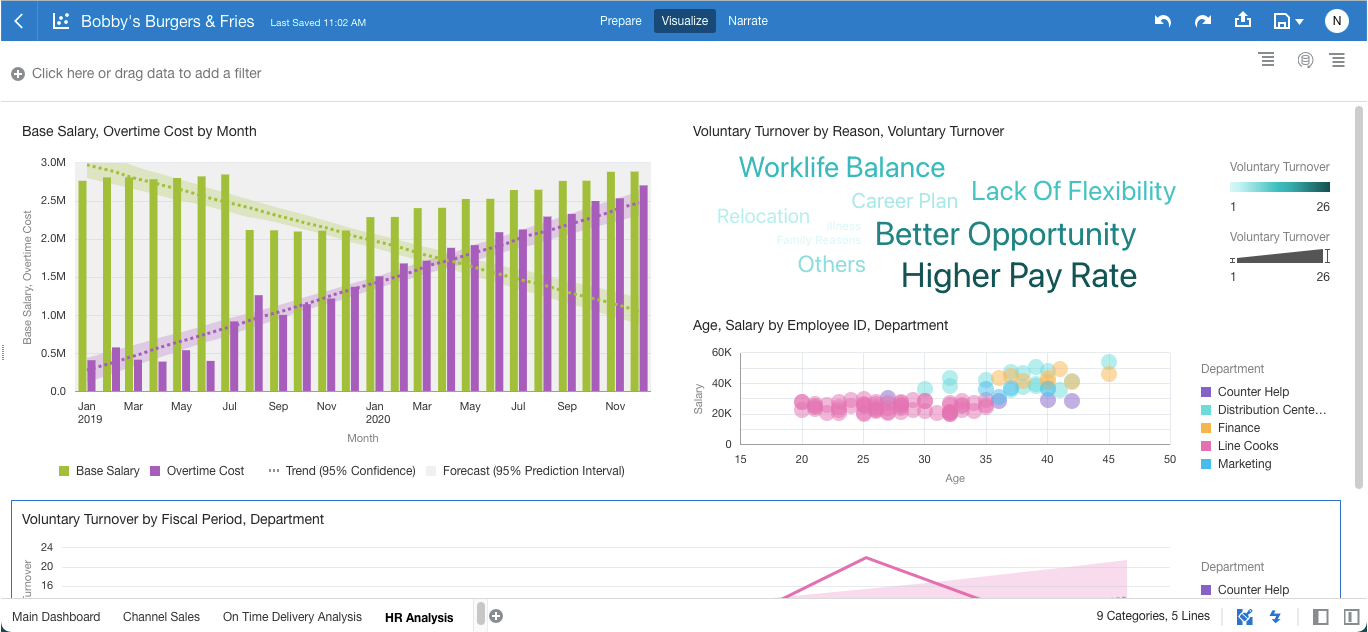 Bobby's Burgers & Fries
Last Saved 11:02 AM
Prepare
Visualize
Narrate
N
Click here or drag data to add a filter
Base Salary, Overtime Cost by Month
Base Salary, Overtime Cost
3.0M
2.5M
2.0M
1.5M
1.0M
0.5M
0.0
Jan Mar May Jul Sep Nov Jan Mar May Jul Sep Nov
2019 2020
Month
Base Salary
Overtime Cost
Trend (95% Confidence)
Forecast (95% Prediction Interval)
Voluntary Turnover by Reason, Voluntary Turnover
Worklife Balance
Career Plan
Lack Of Flexibility
Relocation
Illness
Family Reasons
Better Opportunity
Others
Higher Pay Rate
Voluntary Turnover
1 26
Voluntary Turnover
1 26
Age, Salary by Employee ID, Department
Salary
60K
40K
20K
0
15 20 25 30 35 40 45 50
Age
Department
Counter Help
Distribution Cente...
Finance
Line Cooks
Marketing
Voluntary Turnover by Fiscal Period, Department
24
20
16
Department
Counter Help
Main Dashboard
Channel Sales
On Time Delivery Analysis
HR Analysis
9 Categories, 5 Lines